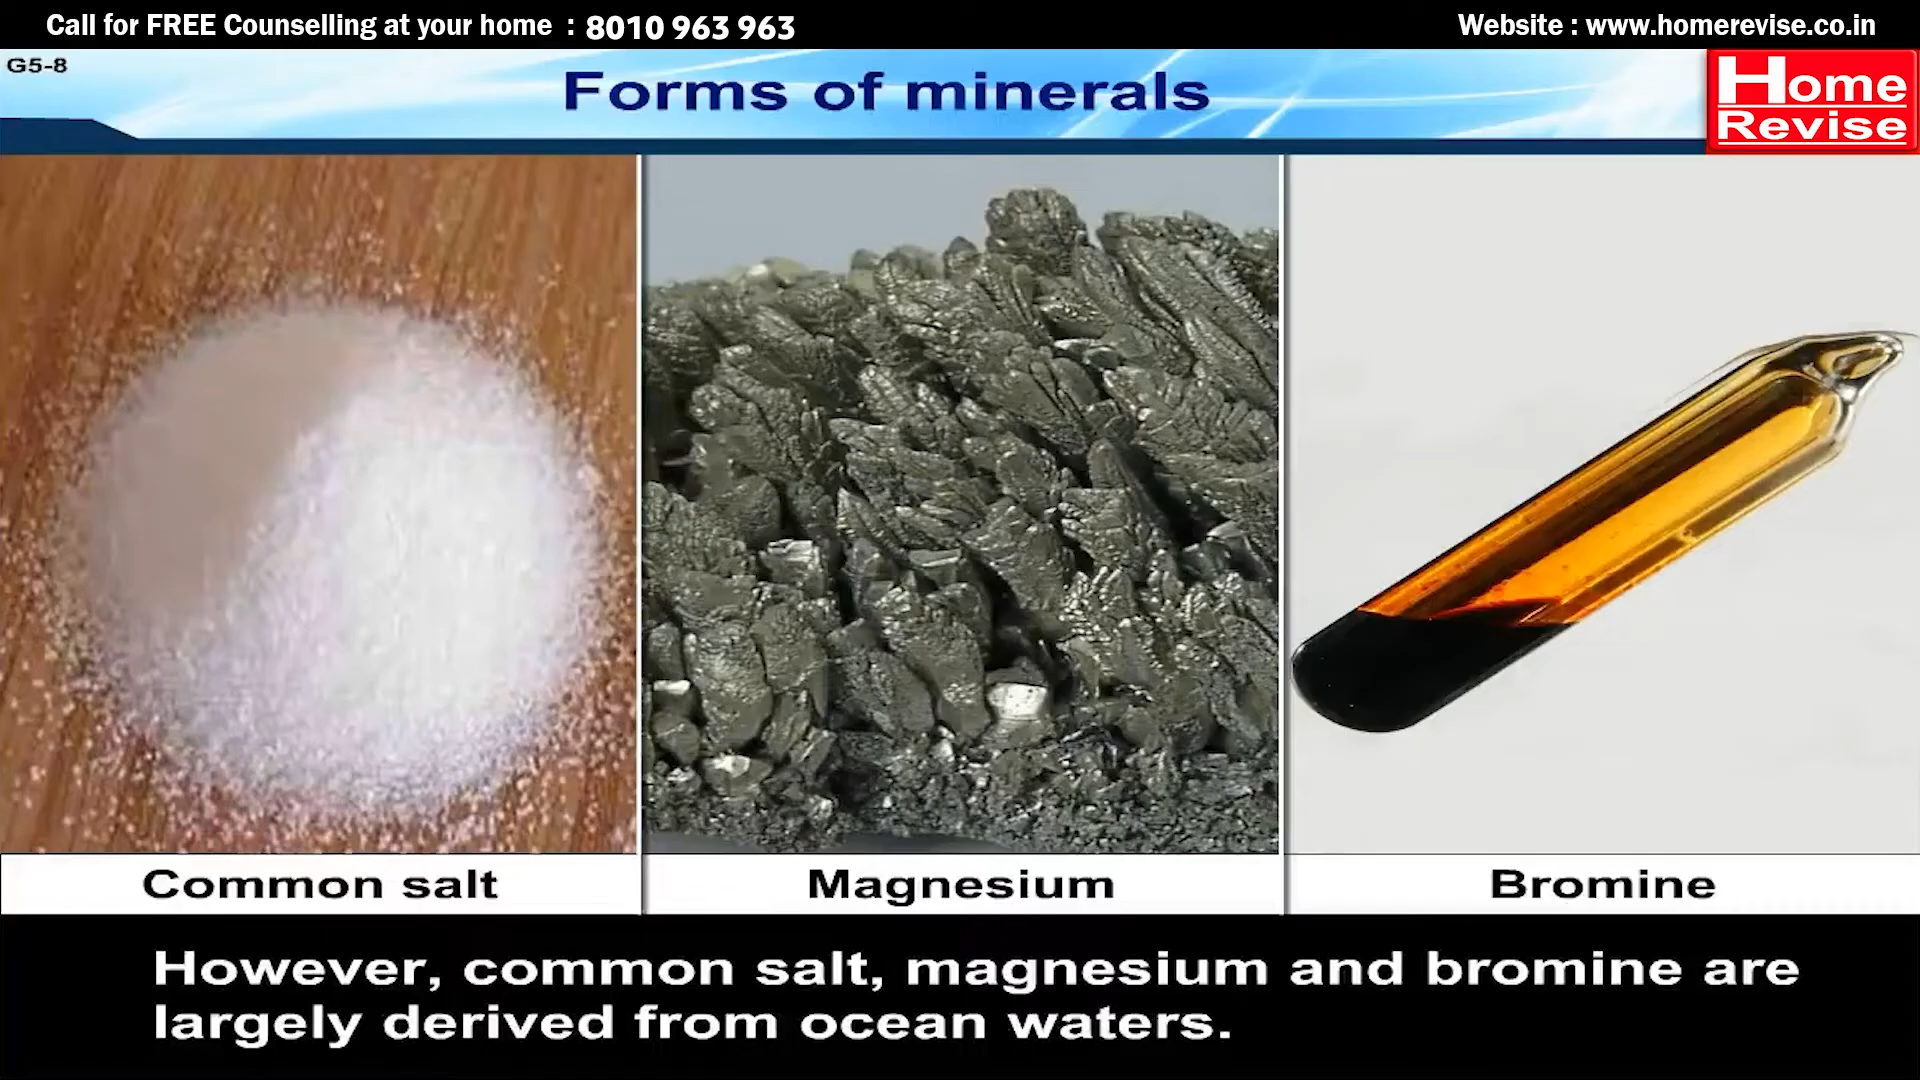 Call for FREE Counselling at your home : 8010 963 963
Website : www.homerevise.co.in
G5-8
Forms of minerals
Home
Revise
Common salt
Magnesium
Bromine
However, common salt, magnesium and bromine are
largely derived from ocean waters.